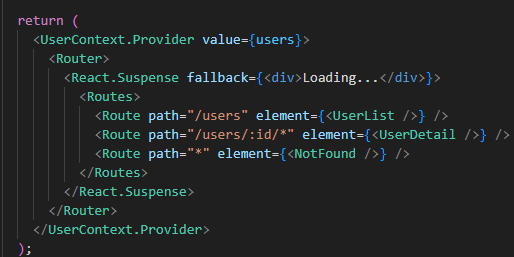 return (
<UserContext.Provider value={users}>
<Router>
<React.Suspense fallback={<div>Loading...</div>}>
<Routes>
<Route path="/users" element={<UserList />} />
<Route path="/users/:id/*" element={<UserDetail />} />
<Route path="*" element={<NotFound />} />
</Routes>
</React.Suspense>
</Router>
</UserContext.Provider>
);